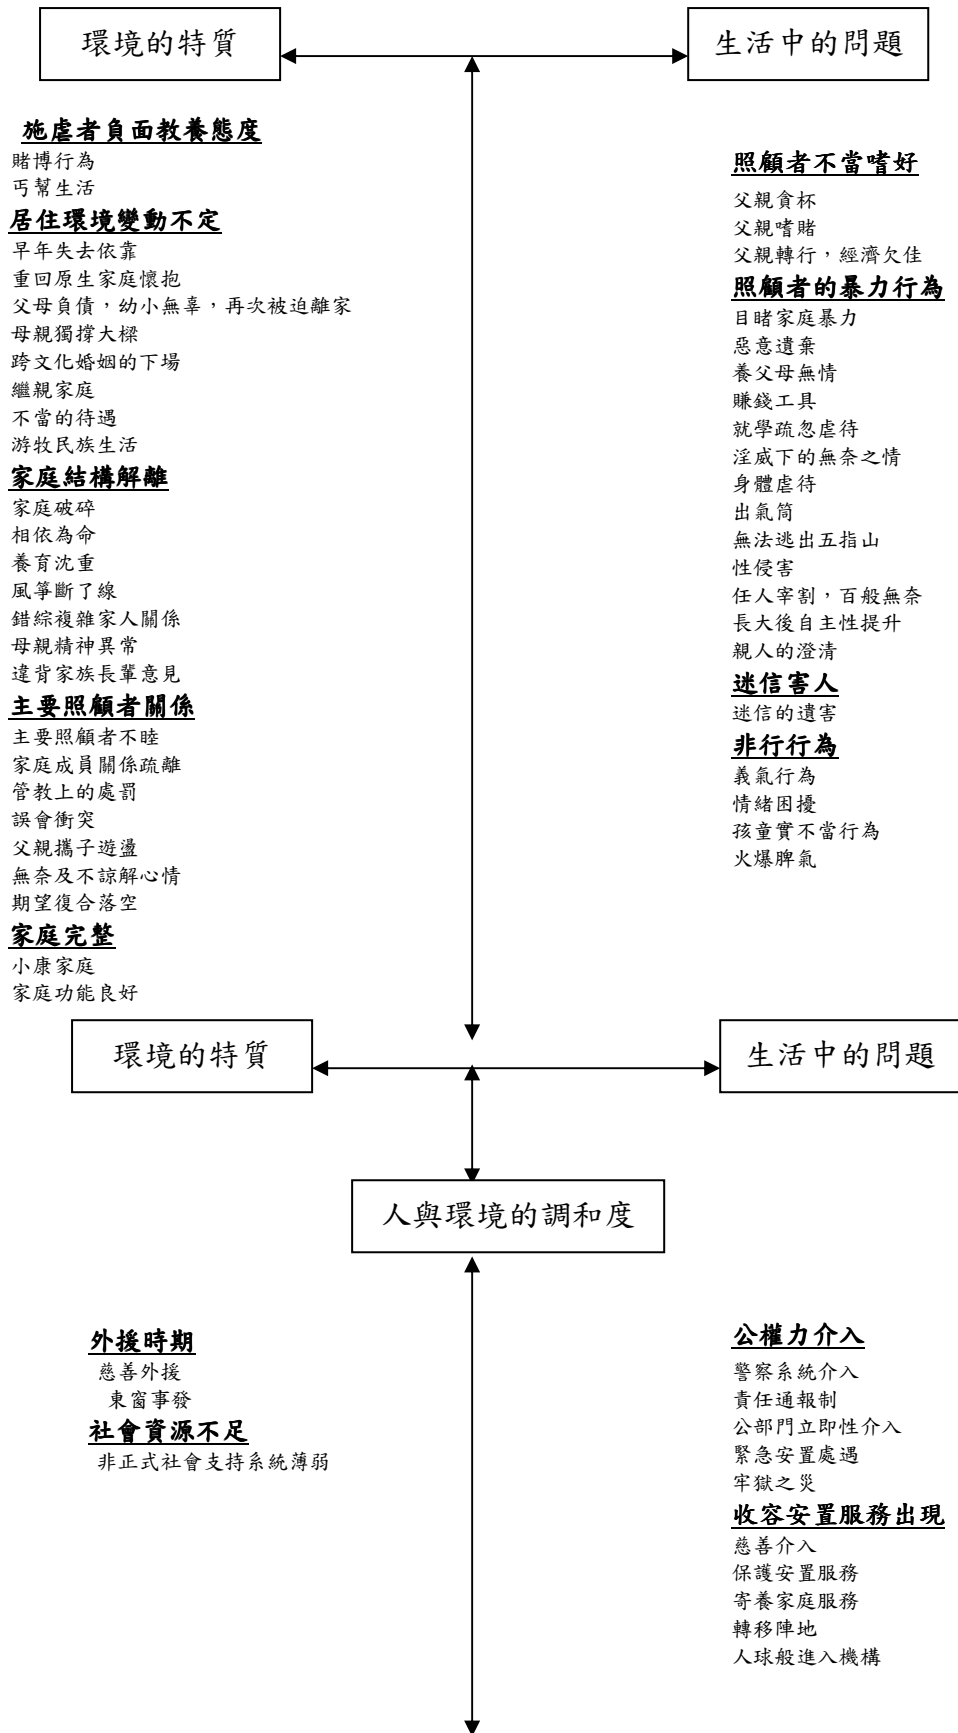 環境的特質
生活中的問題
施虐者負面教養態度
賭博行為
丐幫生活
居住環境變動不定
早年失去依靠
重回原生家庭懷抱
父母負債，幼小無辜，再次被迫離家
母親獨撐大樑
跨文化婚姻的下場
繼親家庭
不當的待遇
游牧民族生活
家庭結構解離
家庭破碎
相依為命
養育沈重
風箏斷了線
錯綜複雜家人關係
母親精神異常
違背家族長輩意見
主要照顧者關係
主要照顧者不睦
家庭成員關係疏離
管教上的處罰
誤會衝突
父親攜子遊盪
無奈及不諒解心情
期望復合落空
家庭完整
小康家庭
家庭功能良好
照顧者不當嗜好
父親貪杯
父親嗜賭
父親轉行，經濟欠佳
照顧者的暴力行為
目睹家庭暴力
惡意遺棄
養父母無情
賺錢工具
就學疏忽虐待
淫威下的無奈之情
身體虐待
出氣筒
無法逃出五指山
性侵害
任人宰割，百般無奈
長大後自主性提升
親人的澄清
迷信害人
迷信的遺害
非行行為
義氣行為
情緒困擾
孩童實不當行為
火爆脾氣
環境的特質
生活中的問題
人與環境的調和度
外援時期
慈善外援
東窗事發
社會資源不足
非正式社會支持系統薄弱
公權力介入
警察系統介入
責任通報制
公部門立即性介入
緊急安置處遇
牢獄之災
收容安置服務出現
慈善介入
保護安置服務
寄養家庭服務
轉移陣地
人球般進入機構